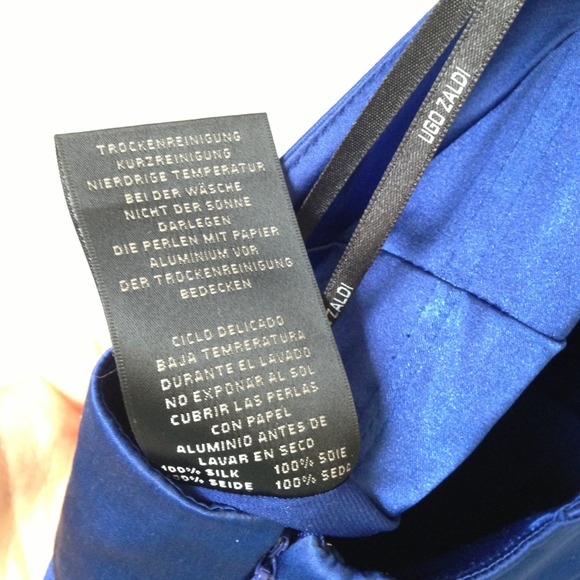 TROCKENREINIGUNG
KURZREINIGUNG
NIERDRIGE TEMPERATUR
BEI DER WÄSCHE
NICHT DER SONNE
DARLEGEN
DIE PERLEN MIT PAPIER
ALUMINIUM VOR
DER TROCKENREINIGUNG
BEDECKEN
CICLO DELICADO
BAJA TEMPERATURA
DURANTE EL LAVADO
NO EXPONAR AL SOL
CUBRIR LAS PERLAS
CON PAPEL
ALUMINIO ANTES DE
LAVAR EN SECO
100% SILK 100% SOIE
100% SEIDE 100% SEDA
UGO ZALDI
ZALDI